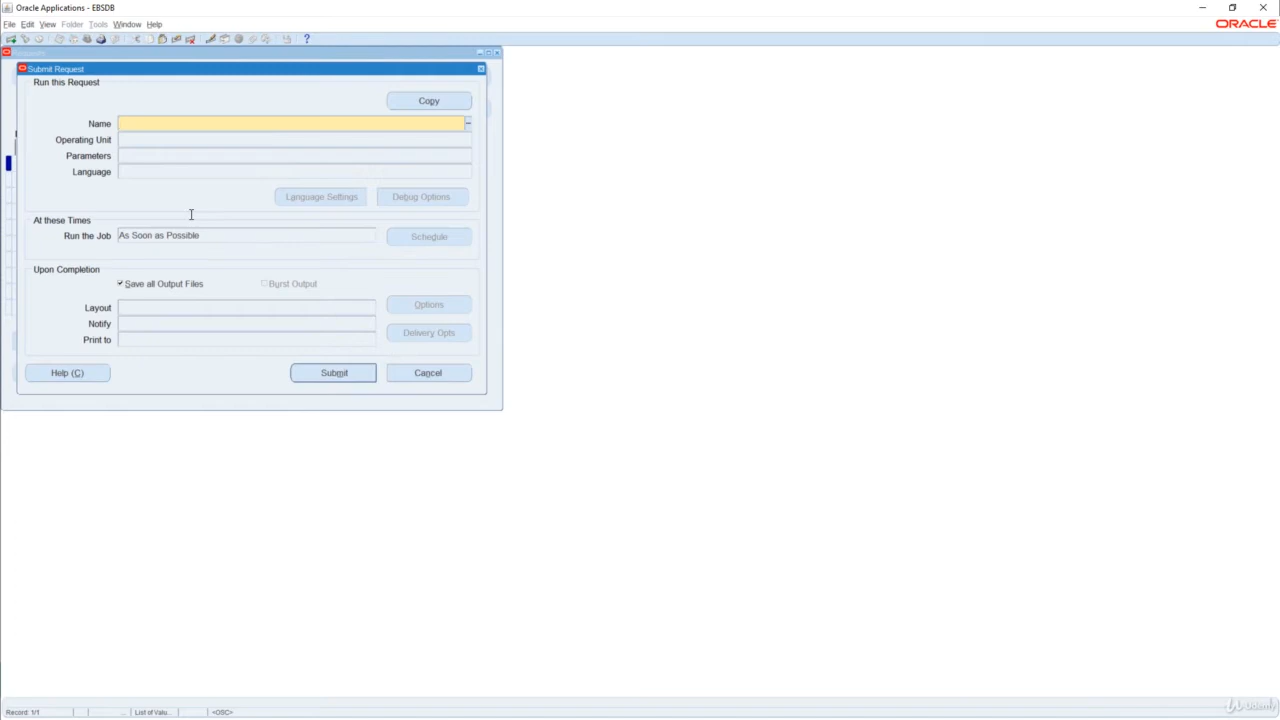 Oracle Applications - EBSDB
File Edit View Folder Tools Window Help
ORACLE
Submit Request
Run this Request
Copy
Name
Operating Unit
Parameters
Language
Language Settings
Debug Options
At these Times
Run the Job
As Soon as Possible
Schedule
Upon Completion
Save all Output Files
Burst Output
Layout
Options
Notify
Print to
Delivery Opts
Help (C)
Submit
Cancel
Record: 1/1
...
List of Valu...
<OSC>
Udemy